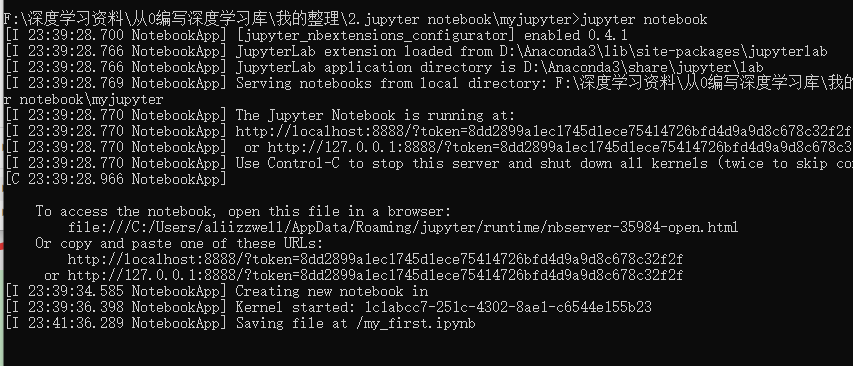 F:\深度学习资料\从0编写深度学习库\我的整理\2.jupyter notebook\myjupyter>jupyter notebook
[I 23:39:28.700 NotebookApp] [jupyter_nbextensions_configurator] enabled 0.4.1
[I 23:39:28.766 NotebookApp] JupyterLab extension loaded from D:\Anaconda3\lib\site-packages\jupyterlab
[I 23:39:28.766 NotebookApp] JupyterLab application directory is D:\Anaconda3\share\jupyter\lab
[I 23:39:28.769 NotebookApp] Serving notebooks from local directory: F:\深度学习资料\从0编写深度学习库\我的
r notebook\myjupyter
[I 23:39:28.770 NotebookApp] The Jupyter Notebook is running at:
[I 23:39:28.770 NotebookApp] http://localhost:8888/?token=8dd2899a1ec1745d1ece75414726bfd4d9a9d8c678c32f2f
[I 23:39:28.770 NotebookApp]  or http://127.0.0.1:8888/?token=8dd2899a1ec1745d1ece75414726bfd4d9a9d8c678c3
[I 23:39:28.770 NotebookApp] Use Control-C to stop this server and shut down all kernels (twice to skip co
[C 23:39:28.966 NotebookApp]
To access the notebook, open this file in a browser:
file:///C:/Users/aliizzwell/AppData/Roaming/jupyter/runtime/nbserver-35984-open.html
Or copy and paste one of these URLs:
http://localhost:8888/?token=8dd2899a1ec1745d1ece75414726bfd4d9a9d8c678c32f2f
or http://127.0.0.1:8888/?token=8dd2899a1ec1745d1ece75414726bfd4d9a9d8c678c32f2f
[I 23:39:34.585 NotebookApp] Creating new notebook in
[I 23:39:36.398 NotebookApp] Kernel started: 1c1abcc7-251c-4302-8ae1-c6544e155b23
[I 23:41:36.289 NotebookApp] Saving file at /my_first.ipynb